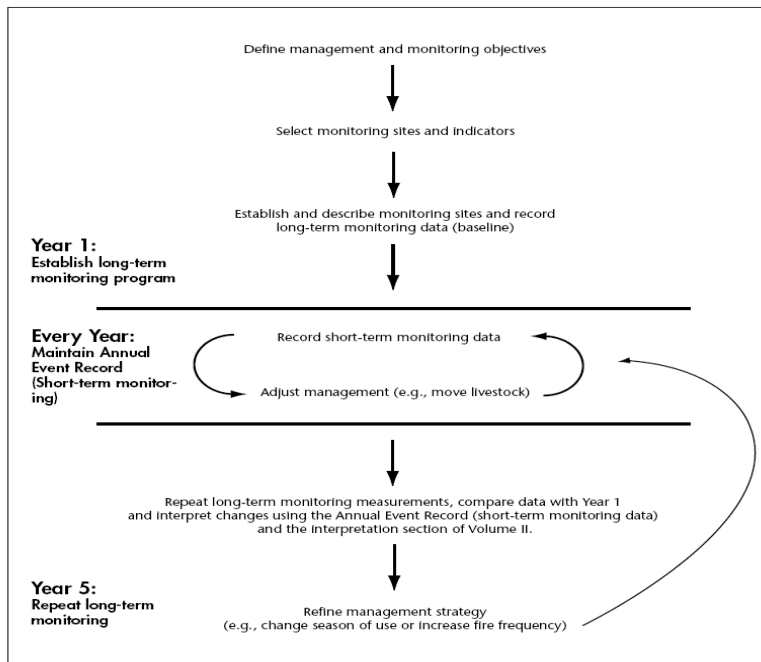 Define management and monitoring objectives
Select monitoring sites and indicators
Establish and describe monitoring sites and record
long-term monitoring data (baseline)
Year 1:
Establish long-term
monitoring program
Every Year:
Maintain Annual
Event Record
(Short-term monitor-
ing)
Record short-term monitoring data
Adjust management (e.g., move livestock)
Repeat long-term monitoring measurements, compare data with Year 1
and interpret changes using the Annual Event Record (short-term monitoring data)
and the interpretation section of Volume II.
Year 5:
Repeat long-term
monitoring
Refine management strategy
(e.g., change season of use or increase fire frequency)